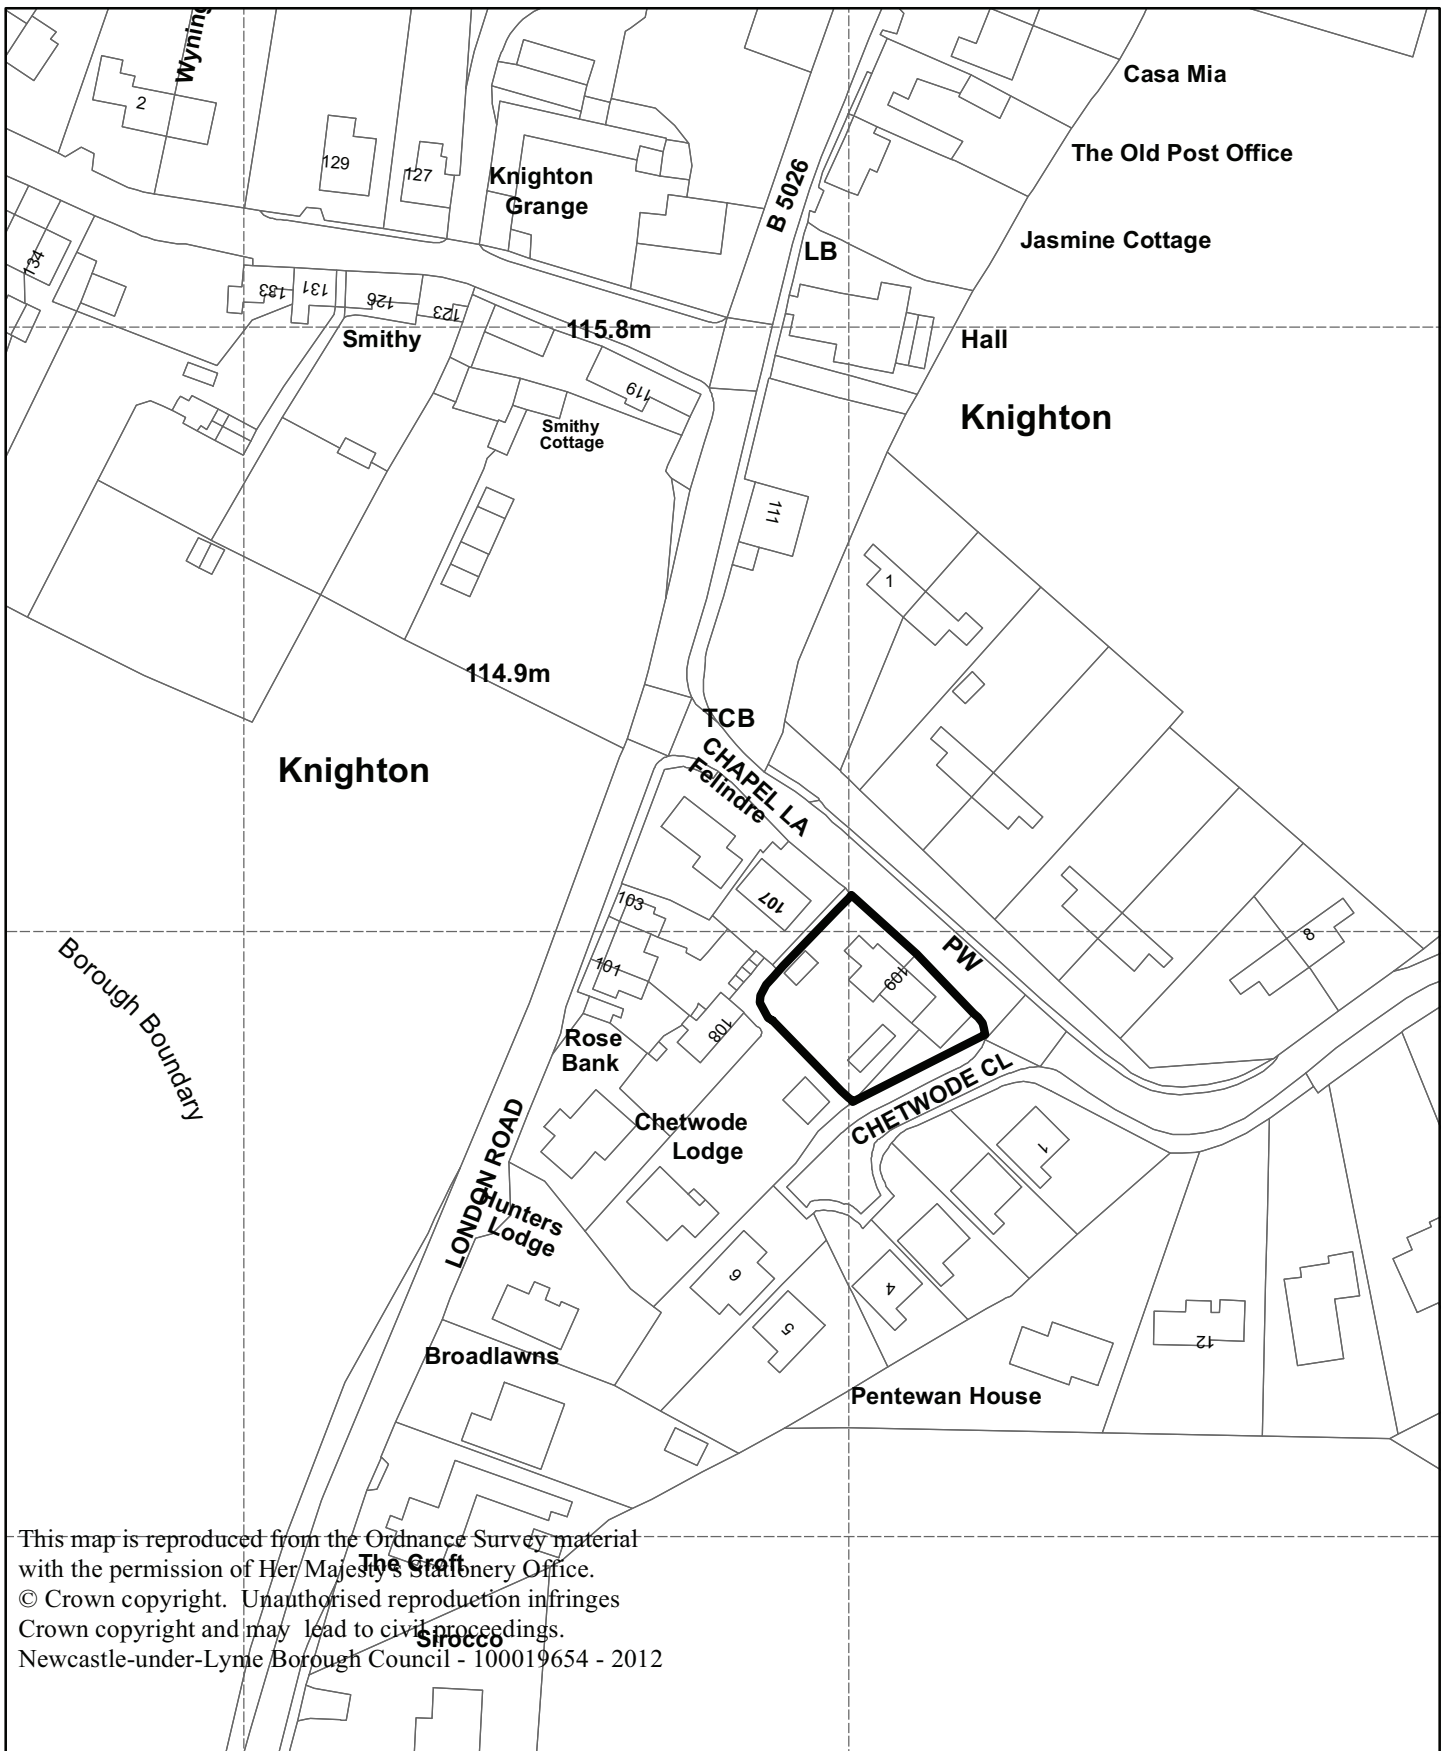 Wyning
2
129
127
Knighton
Grange
B 5026
Casa Mia
The Old Post Office
Jasmine Cottage
LB
134
133
131
126
123
Smithy
115.8m
119
Smithy
Cottage
Hall
Knighton
111
1
114.9m
TCB
CHAPEL LA
Felindre
Knighton
107
103
101
109
PW
8
Borough Boundary
108
Rose
Bank
CHETWODE CL
Chetwode
Lodge
1
LONDON ROAD
Hunters
Lodge
6
4
5
12
Broadlawns
Pentewan House
The Croft
Sirocco
This map is reproduced from the Ordnance Survey material
with the permission of Her Majesty's Stationery Office.
© Crown copyright. Unauthorised reproduction infringes
Crown copyright and may lead to civil proceedings.
Newcastle-under-Lyme Borough Council - 100019654 - 2012